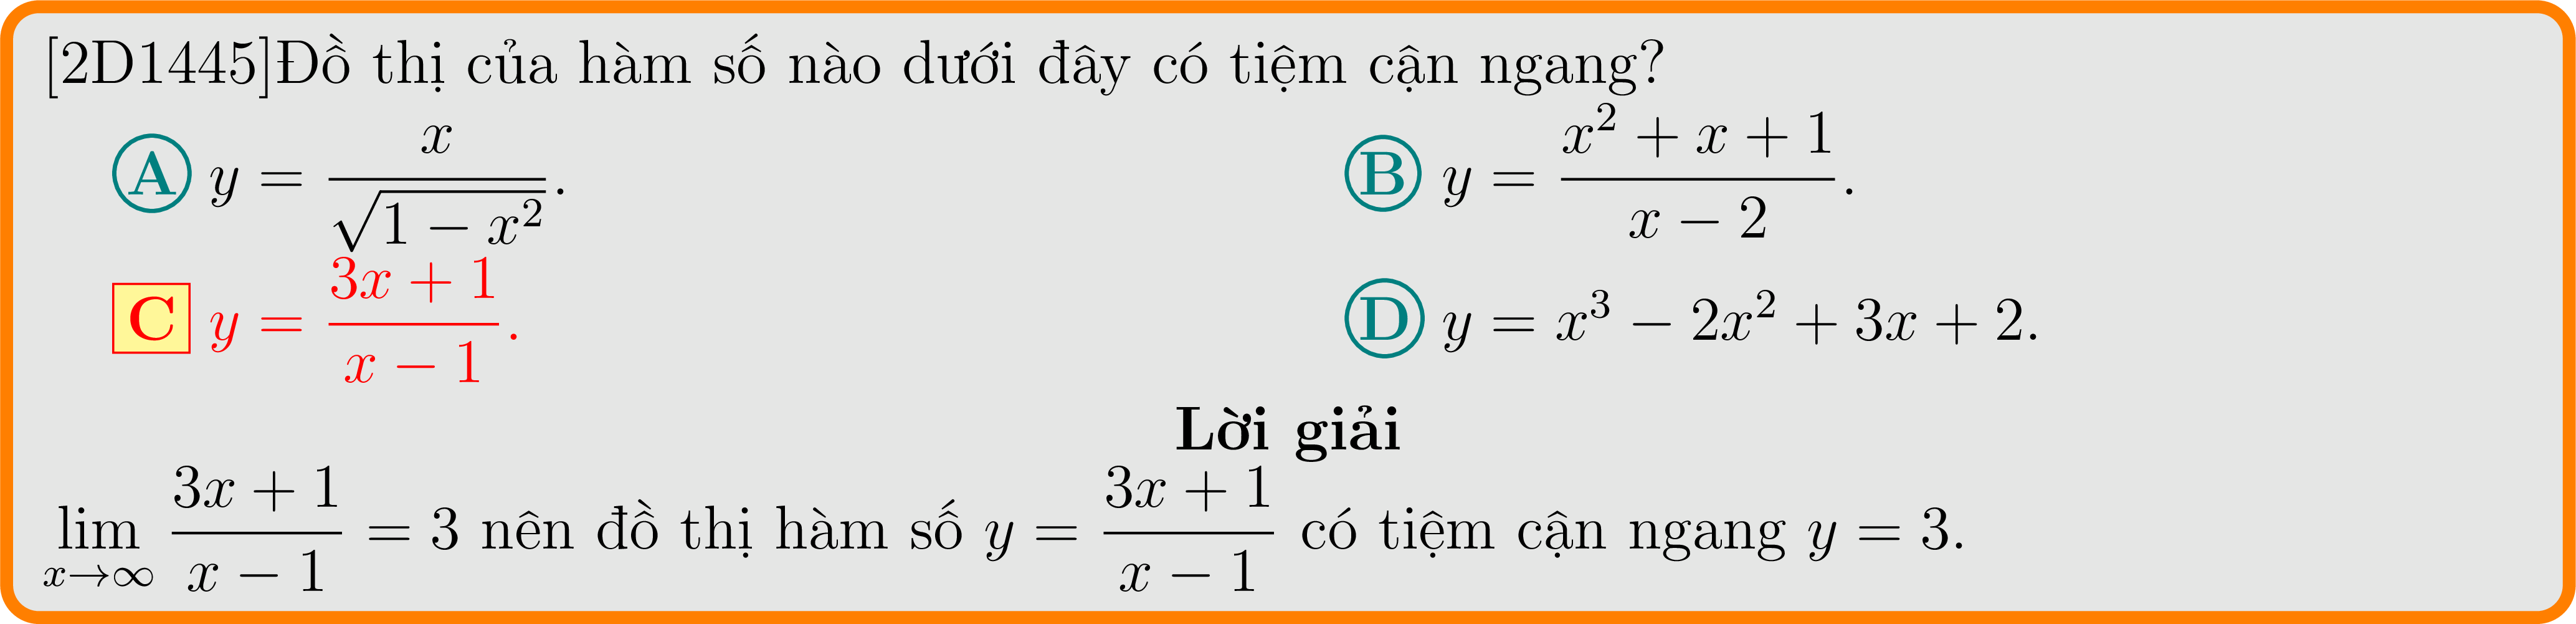 [2D1445]Đồ thị của hàm số nào dưới đây có tiệm cận ngang?
A y = \frac{x}{\sqrt{1 - x^2}}. B y = \frac{x^2 + x + 1}{x - 2}.
C y = \frac{3x + 1}{x - 1}. D y = x^3 - 2x^2 + 3x + 2.
Lời giải
\lim_{x \to \infty} \frac{3x + 1}{x - 1} = 3 nên đồ thị hàm số y = \frac{3x + 1}{x - 1} có tiệm cận ngang y = 3.